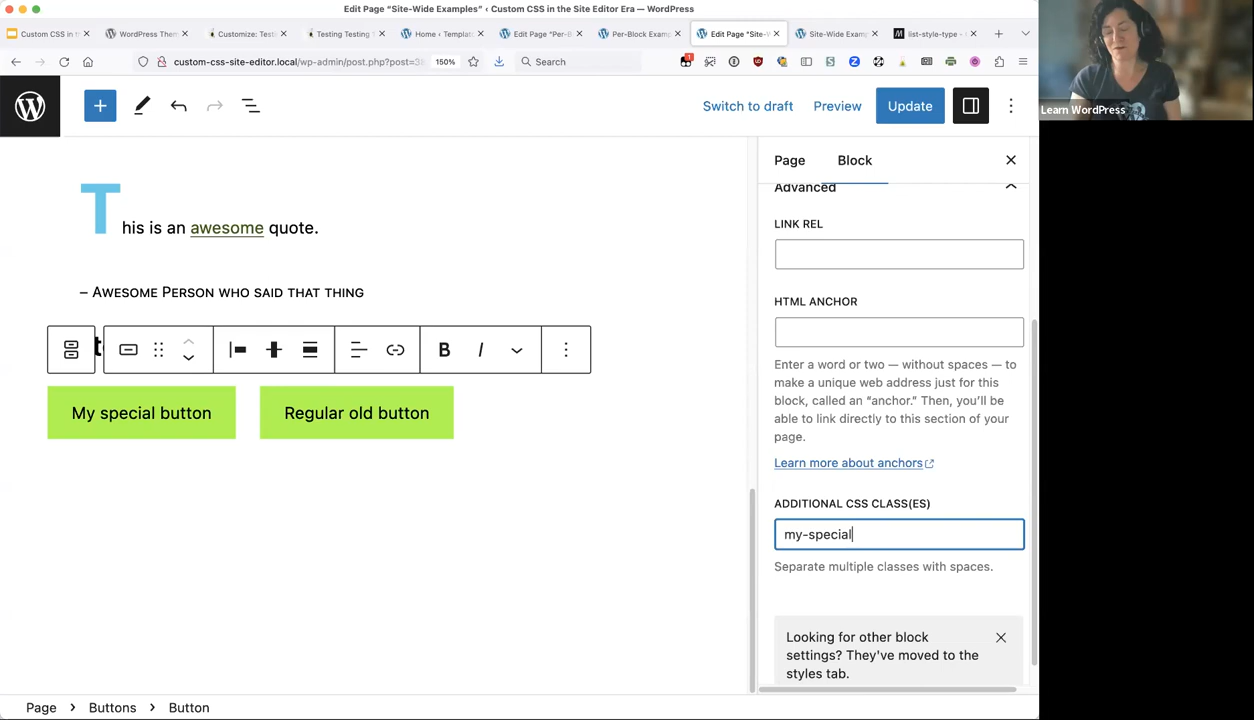 Edit Page “Site-Wide Examples” ‹ Custom CSS in the Site Editor Era — WordPress
Custom CSS in t
WordPress Them
Customize: Testi
Testing Testing 1
Home ‹ Templat
Edit Page “Per-B
Per-Block Examp
Edit Page “Site-W
Site-Wide Examp
list-style-type -
custom-css-site-editor.local/wp-admin/post.php?post=
150%
Search
1
Switch to draft
Preview
Update
Learn WordPress
Page
Block
Advanced
This is an awesome quote.
– Awesome Person who said that thing
My special button
Regular old button
LINK REL
HTML ANCHOR
Enter a word or two — without spaces — to
make a unique web address just for this
block, called an “anchor.” Then, you’ll be
able to link directly to this section of your
page.
Learn more about anchors
ADDITIONAL CSS CLASS(ES)
my-special
Separate multiple classes with spaces.
Looking for other block
settings? They've moved to the
styles tab.
Page
Buttons
Button